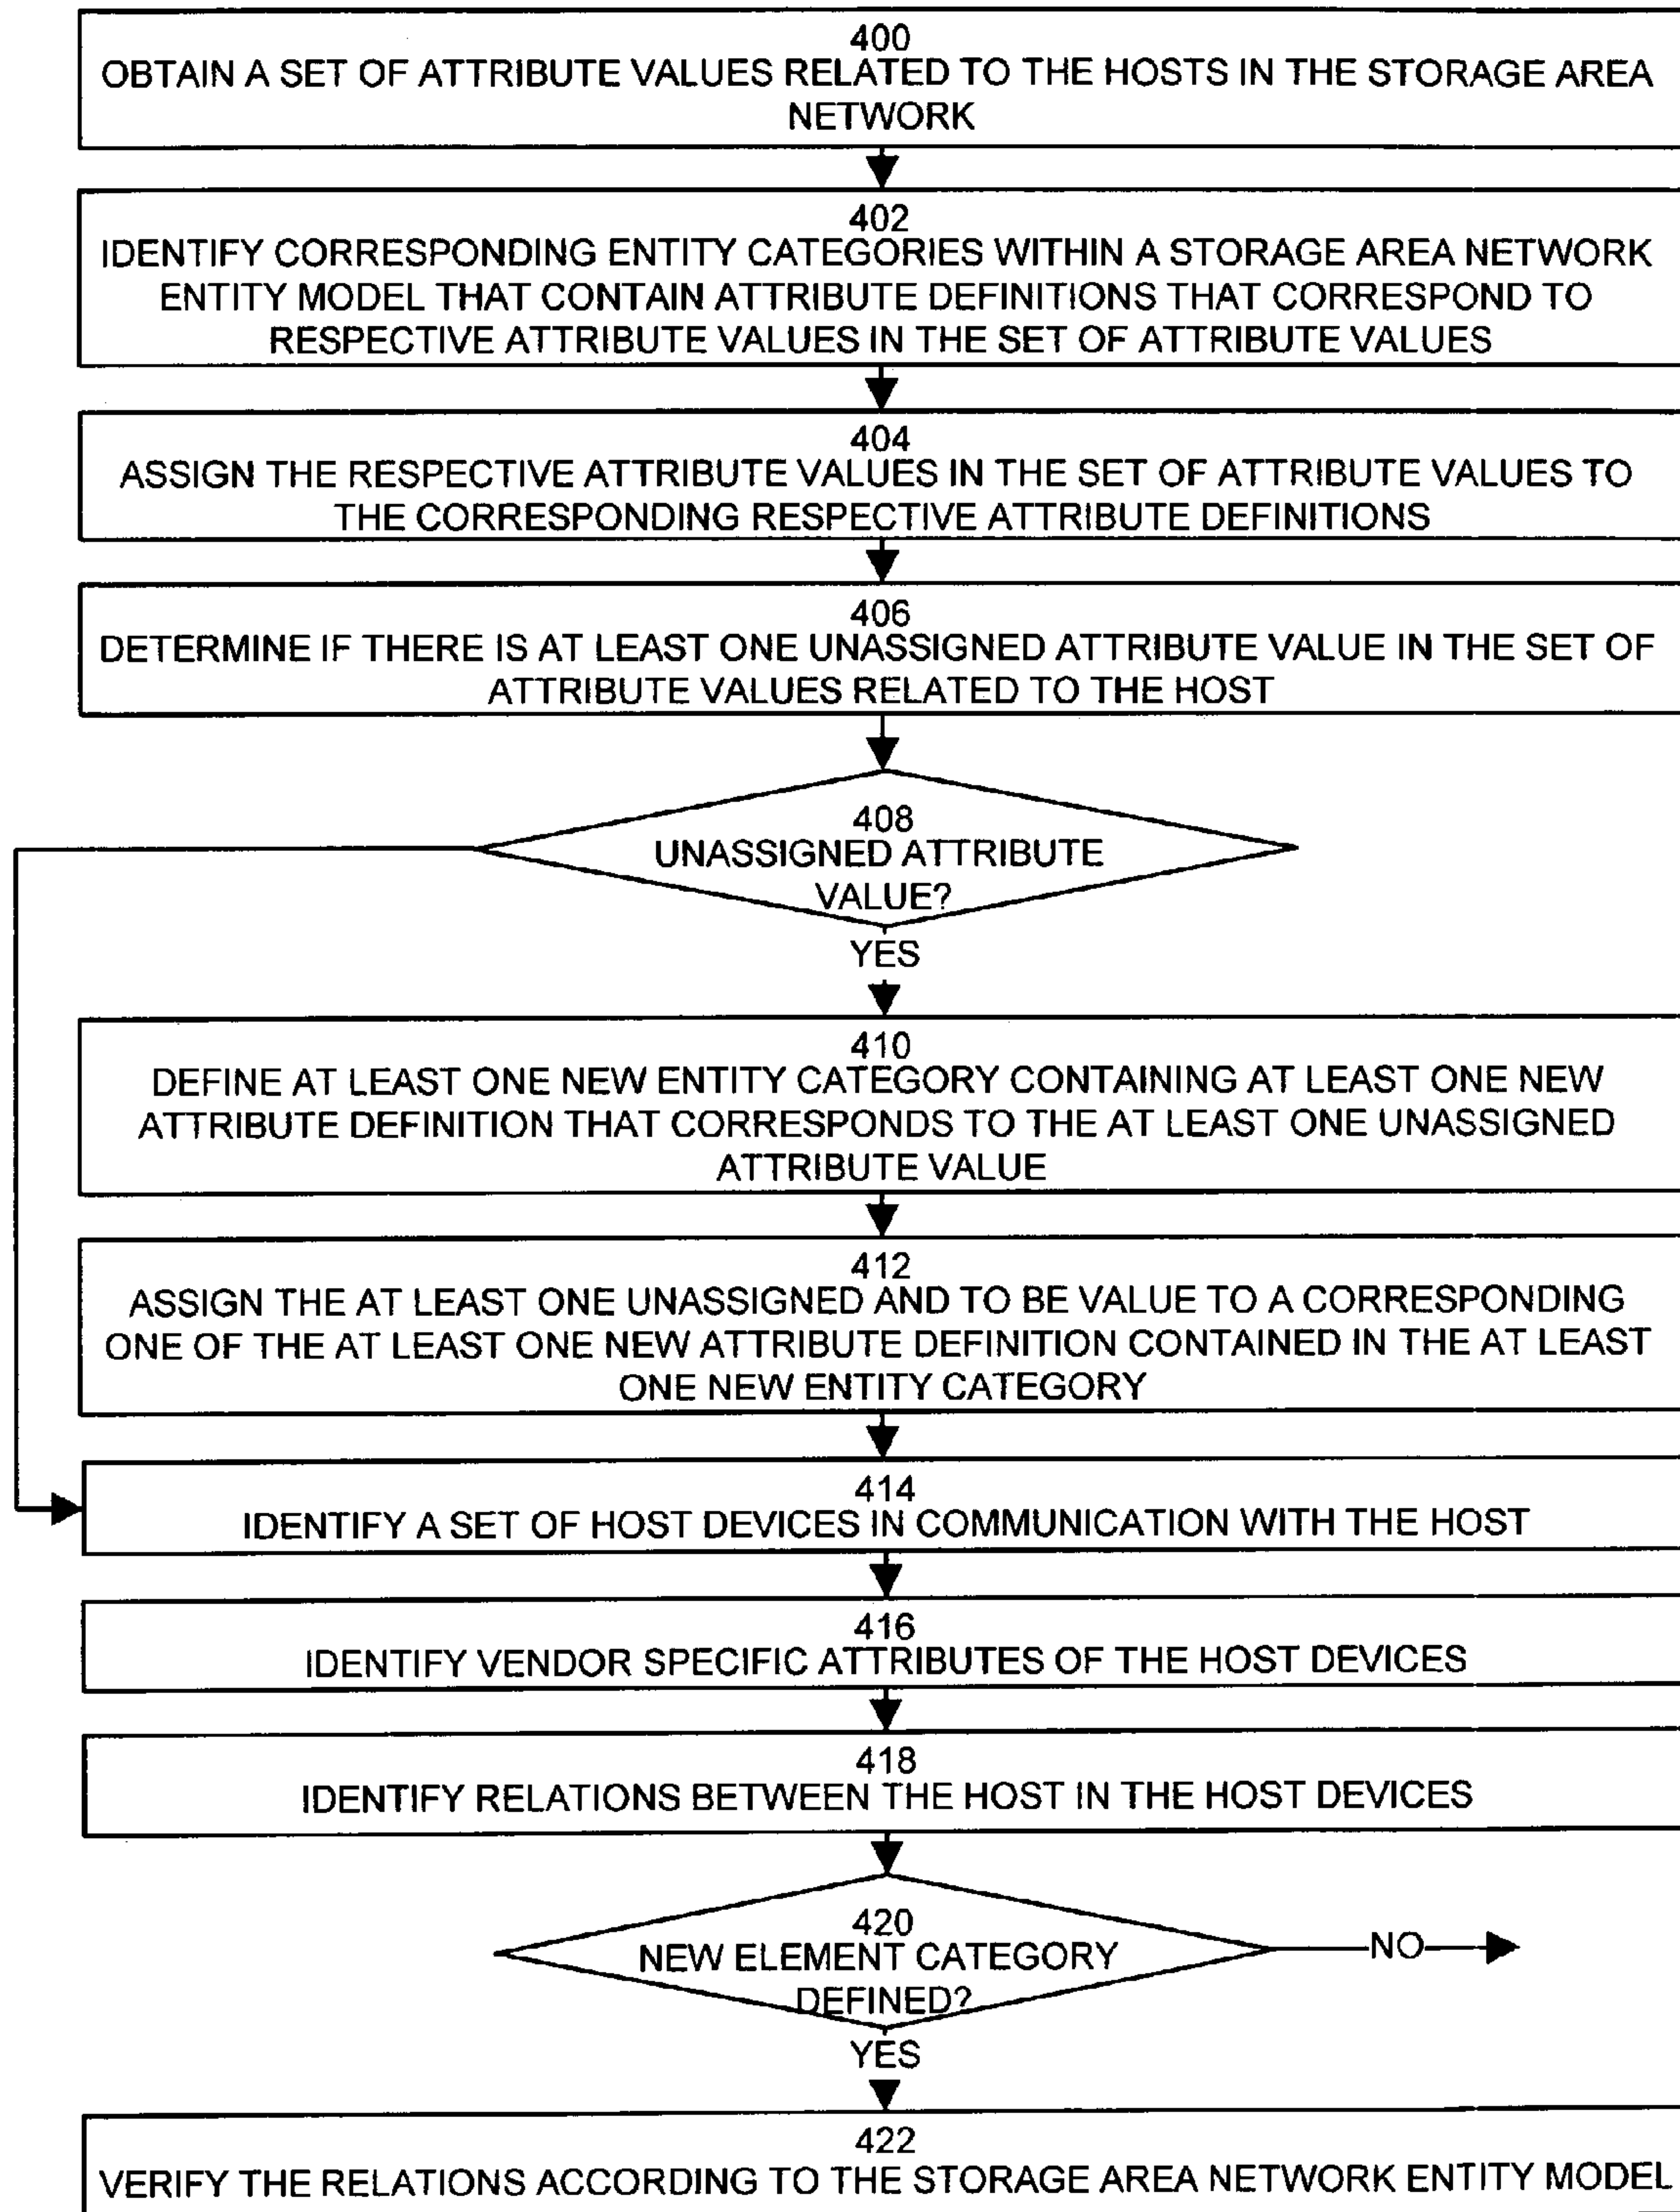 400
OBTAIN A SET OF ATTRIBUTE VALUES RELATED TO THE HOSTS IN THE STORAGE AREA
NETWORK
402
IDENTIFY CORRESPONDING ENTITY CATEGORIES WITHIN A STORAGE AREA NETWORK
ENTITY MODEL THAT CONTAIN ATTRIBUTE DEFINITIONS THAT CORRESPOND TO
RESPECTIVE ATTRIBUTE VALUES IN THE SET OF ATTRIBUTE VALUES
404
ASSIGN THE RESPECTIVE ATTRIBUTE VALUES IN THE SET OF ATTRIBUTE VALUES TO
THE CORRESPONDING RESPECTIVE ATTRIBUTE DEFINITIONS
406
DETERMINE IF THERE IS AT LEAST ONE UNASSIGNED ATTRIBUTE VALUE IN THE SET OF
ATTRIBUTE VALUES RELATED TO THE HOST
408
UNASSIGNED ATTRIBUTE
VALUE?
YES
410
DEFINE AT LEAST ONE NEW ENTITY CATEGORY CONTAINING AT LEAST ONE NEW
ATTRIBUTE DEFINITION THAT CORRESPONDS TO THE AT LEAST ONE UNASSIGNED
ATTRIBUTE VALUE
412
ASSIGN THE AT LEAST ONE UNASSIGNED AND TO BE VALUE TO A CORRESPONDING
ONE OF THE AT LEAST ONE NEW ATTRIBUTE DEFINITION CONTAINED IN THE AT LEAST
ONE NEW ENTITY CATEGORY
414
IDENTIFY A SET OF HOST DEVICES IN COMMUNICATION WITH THE HOST
416
IDENTIFY VENDOR SPECIFIC ATTRIBUTES OF THE HOST DEVICES
418
IDENTIFY RELATIONS BETWEEN THE HOST IN THE HOST DEVICES
420
NEW ELEMENT CATEGORY
DEFINED?
NO
YES
422
VERIFY THE RELATIONS ACCORDING TO THE STORAGE AREA NETWORK ENTITY MODEL